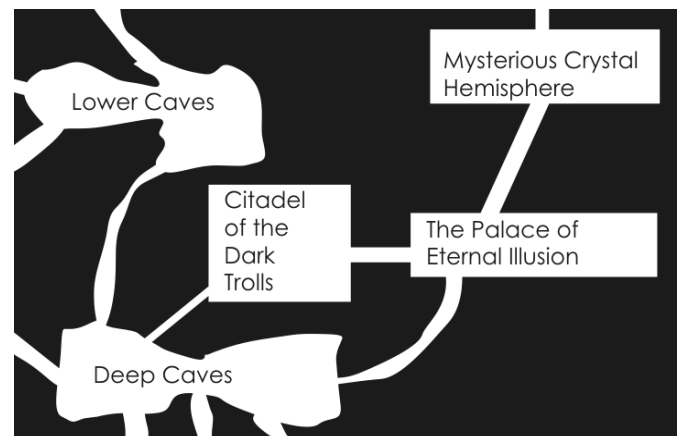 Mysterious Crystal
Hemisphere
Lower Caves
Citadel
of the
Dark
Trolls
The Palace of
Eternal Illusion
Deep Caves